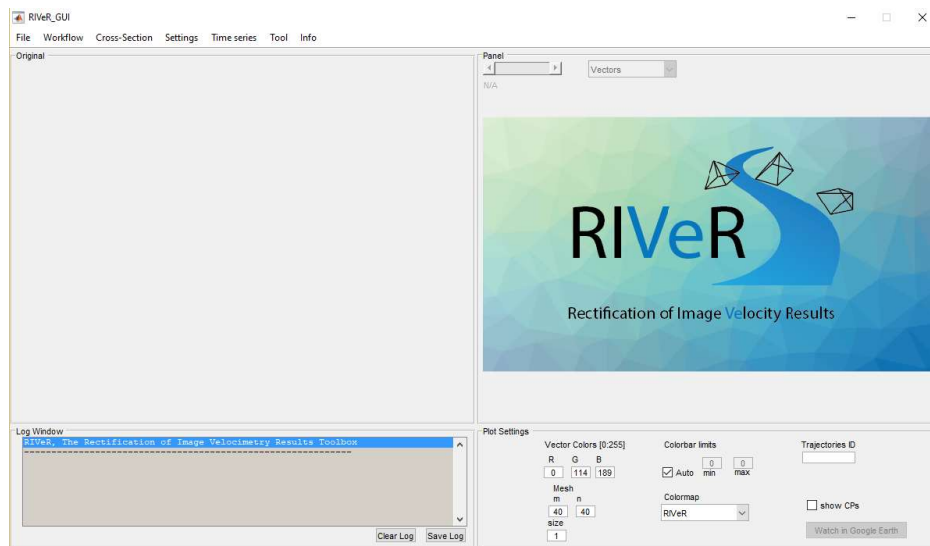 RIVeR_GUI
File Workflow Cross-Section Settings Time series Tool Info
Original
Panel
Vectors
N/A
RIVeR
Rectification of Image Velocity Results
Log Window
RIVeR, The Rectification of Image Velocimetry Results Toolbox
------------------------------------------------------------
Clear Log Save Log
Plot Settings
Vector Colors [0:255] Colorbar limits Trajectories ID
R G B
0 114 189
Auto
0 0
min max
Mesh
m n
40 40
size
1
Colormap
RIVeR
show CPs
Watch in Google Earth